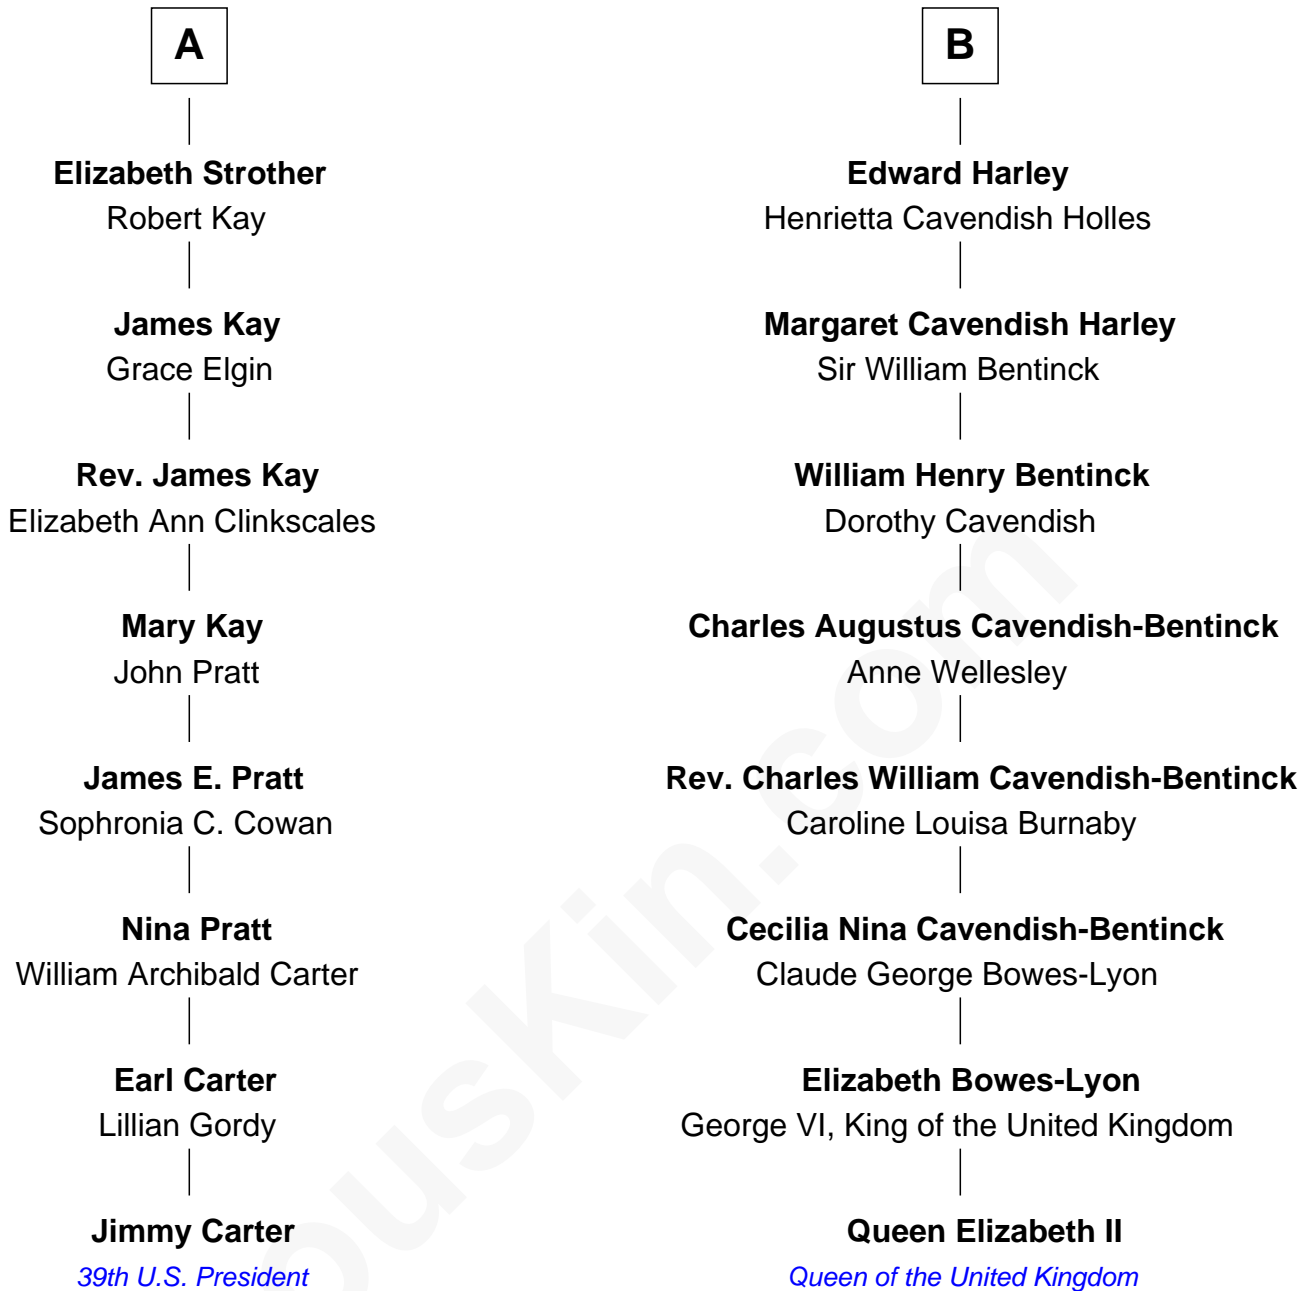 A
Elizabeth Strother
Robert Kay
James Kay
Grace Elgin
Rev. James Kay
Elizabeth Ann Clinkscales
Mary Kay
John Pratt
James E. Pratt
Sophronia C. Cowan
Nina Pratt
William Archibald Carter
Earl Carter
Lillian Gordy
Jimmy Carter
39th U.S. President
B
Edward Harley
Henrietta Cavendish Holles
Margaret Cavendish Harley
Sir William Bentinck
William Henry Bentinck
Dorothy Cavendish
Charles Augustus Cavendish-Bentinck
Anne Wellesley
Rev. Charles William Cavendish-Bentinck
Caroline Louisa Burnaby
Cecilia Nina Cavendish-Bentinck
Claude George Bowes-Lyon
Elizabeth Bowes-Lyon
George VI, King of the United Kingdom
Queen Elizabeth II
Queen of the United Kingdom
ousKin.com